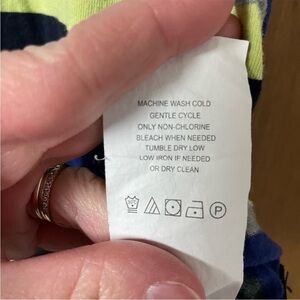 MACHINE WASH COLD
GENTLE CYCLE
ONLY NON-CHLORINE
BLEACH WHEN NEEDED
TUMBLE DRY LOW
LOW IRON IF NEEDED
OR DRY CLEAN
P